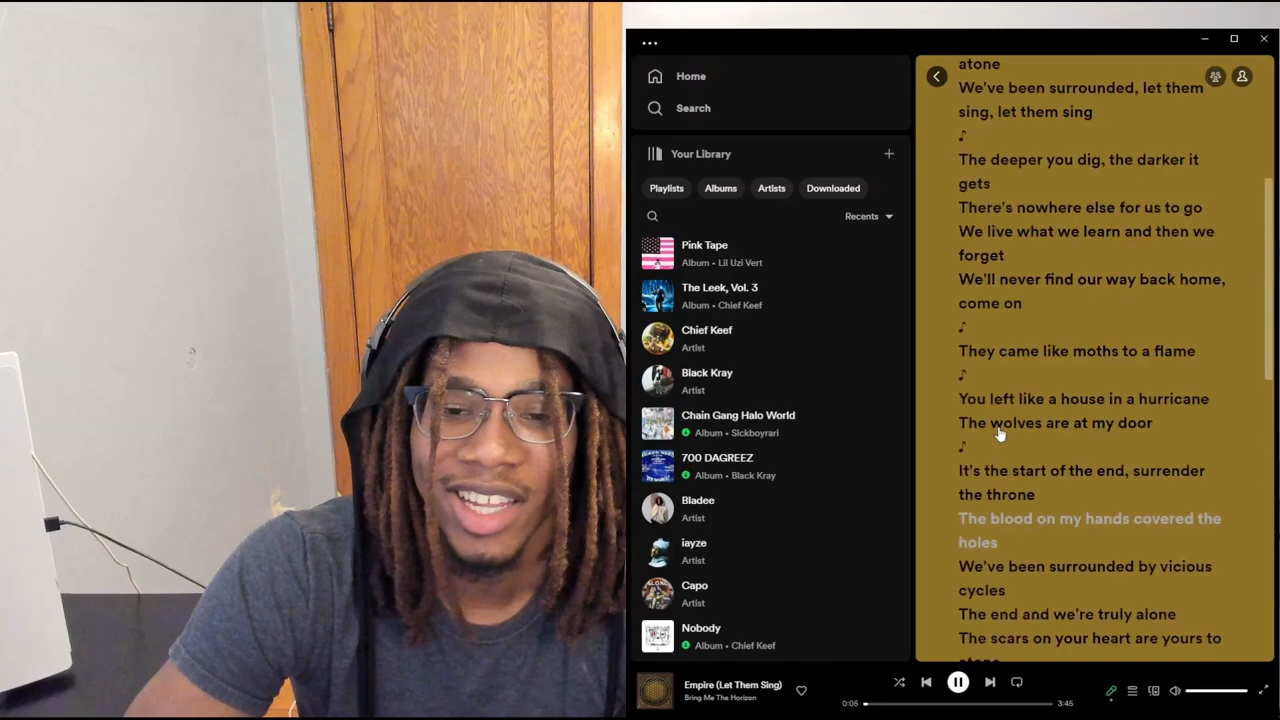 Home
Search
Your Library
Playlists
Albums
Artists
Downloaded
Recents
Pink Tape
Album • Lil Uzi Vert
The Leek, Vol. 3
Album • Chief Keef
Chief Keef
Artist
Black Kray
Artist
Chain Gang Halo World
Album • Sickboyrari
700 DAGREEZ
Album • Black Kray
Bladee
Artist
iayze
Artist
Capo
Artist
Nobody
Album • Chief Keef
atone
We've been surrounded, let them
sing, let them sing
♪
The deeper you dig, the darker it
gets
There's nowhere else for us to go
We live what we learn and then we
forget
We'll never find our way back home,
come on
♪
They came like moths to a flame
♪
You left like a house in a hurricane
The wolves are at my door
♪
It's the start of the end, surrender
the throne
The blood on my hands covered the
holes
We've been surrounded by vicious
cycles
The end and we're truly alone
The scars on your heart are yours to
atone
Empire (Let Them Sing)
Bring Me The Horizon
0:05
3:45